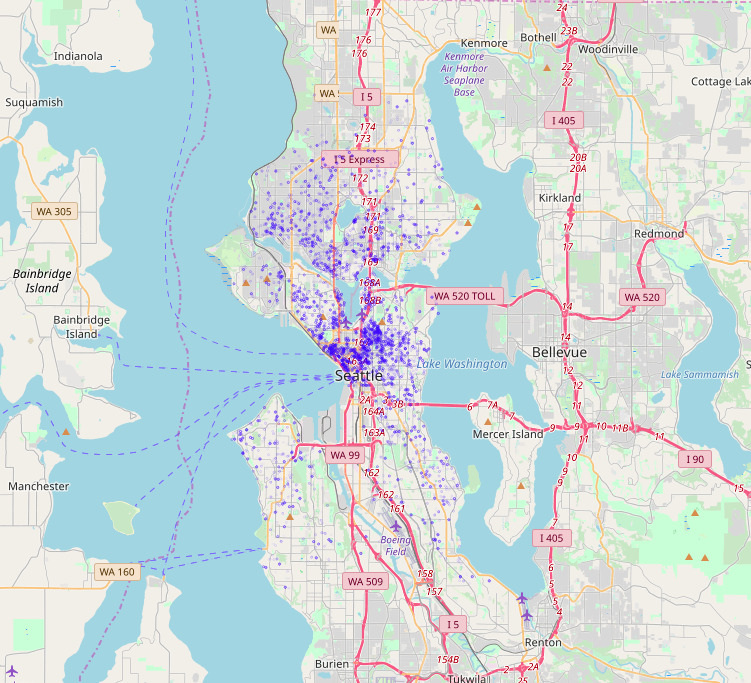 24
177
23B
WA
Bothell
176
Kenmore
Woodinville
Indianola
176
Kenmore
Air Harbor
Seaplane
Base
22
22
Cottage Lak
WA
I 5
Suquamish
I 405
174
173
I 5 Express
20B
20A
172
Kirkland
171
WA 305
171
17
169
17
Redmond
169
Bainbridge
Island
168A
WA 520 TOLL
WA 520
168B
14
Bainbridge
Island
14
Bellevue
Lake Washington
12
Seattle
Lake Sammamish
12
2A
3B
6
7A
11
164A
7
9
9
10
11B
163A
11
11
Mercer Island
WA 99
10
I 90
162
9
Manchester
9
15
162
161
7
Boeing
Field
I 405
WA 160
158
6
WA 509
5
157
5
4
I 5
Renton
Burien
154B
2
2A
Tukwila
25